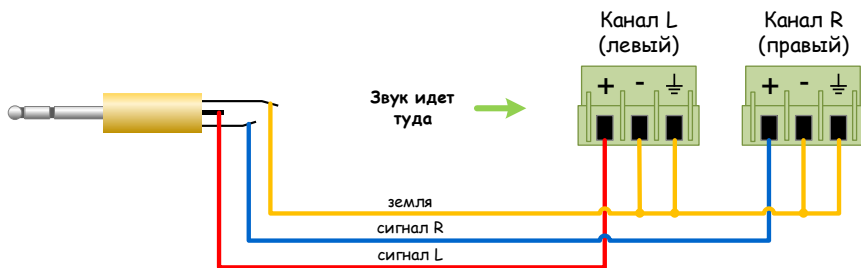 Канал L
(левый)
Канал R
(правый)
+ - ⏚
+ - ⏚
Звук идет
туда
земля
сигнал R
сигнал L